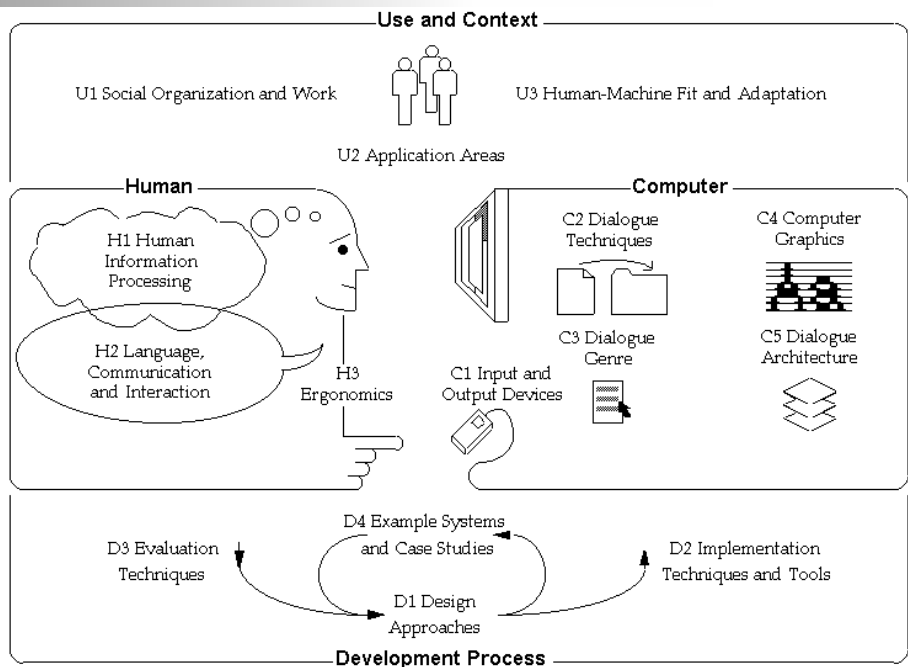 Use and Context
U1 Social Organization and Work
U3 Human-Machine Fit and Adaptation
U2 Application Areas
Human
H1 Human
Information
Processing
H2 Language,
Communication
and Interaction
H3
Ergonomics
Computer
C2 Dialogue
Techniques
C4 Computer
Graphics
C3 Dialogue
Genre
C5 Dialogue
Architecture
C1 Input and
Output Devices
D4 Example Systems
and Case Studies
D3 Evaluation
Techniques
D2 Implementation
Techniques and Tools
D1 Design
Approaches
Development Process